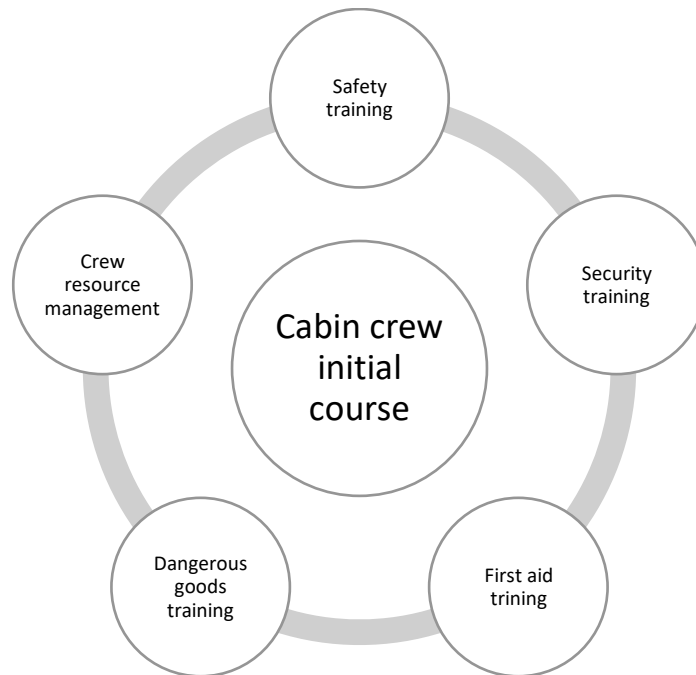 Safety
training
Security
training
First aid
trining
Dangerous
goods
training
Crew
resource
management
Cabin crew
initial
course